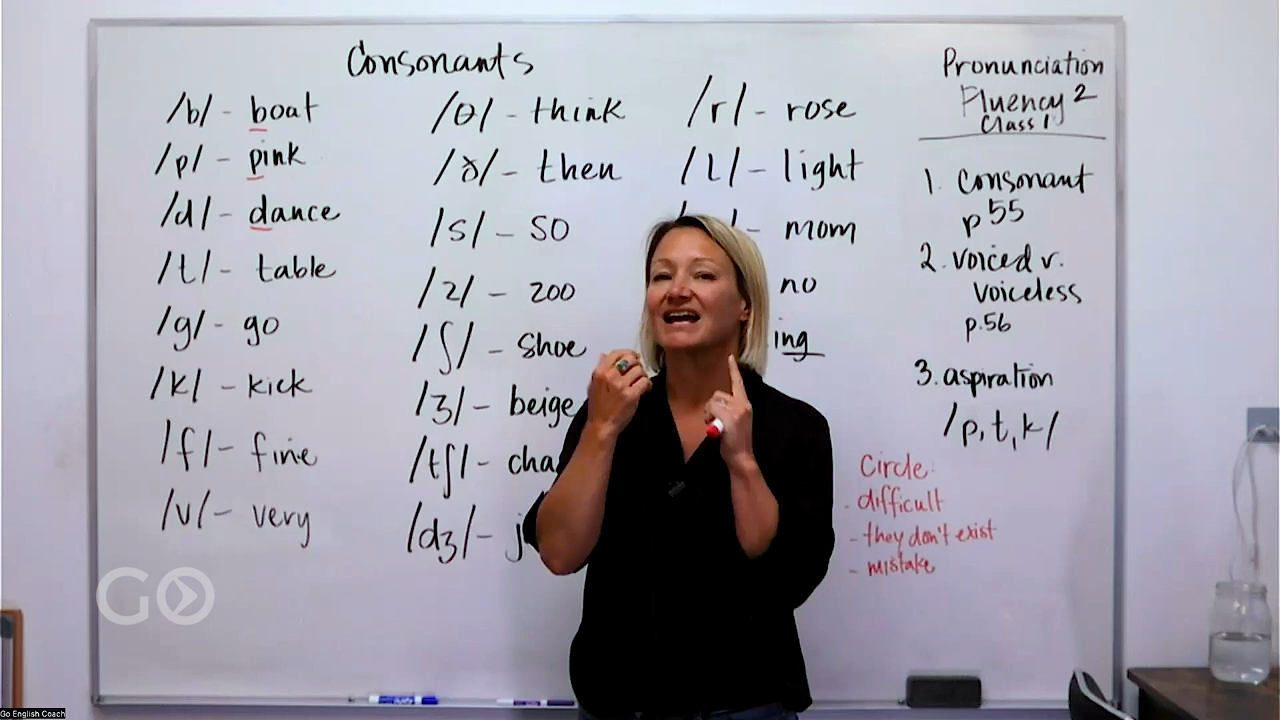 Consonants
/b/ - boat
/p/ - pink
/d/ - dance
/t/ - table
/g/ - go
/k/ - kick
/f/ - fine
/v/ - very
/θ/ - think
/ð/ - then
/s/ - so
/z/ - zoo
/ʃ/ - shoe
/ʒ/ - beige
/tʃ/ - cha
/dʒ/ - j
/r/ - rose
/l/ - light
- mom
no
ing
Pronunciation
Fluency 2
Class 1
1. consonant
p 55
2. voiced v.
voiceless
p.56
3. aspiration
/p, t, k/
Circle:
- difficult
- they don't exist
- mistake
GO
Go English Coach